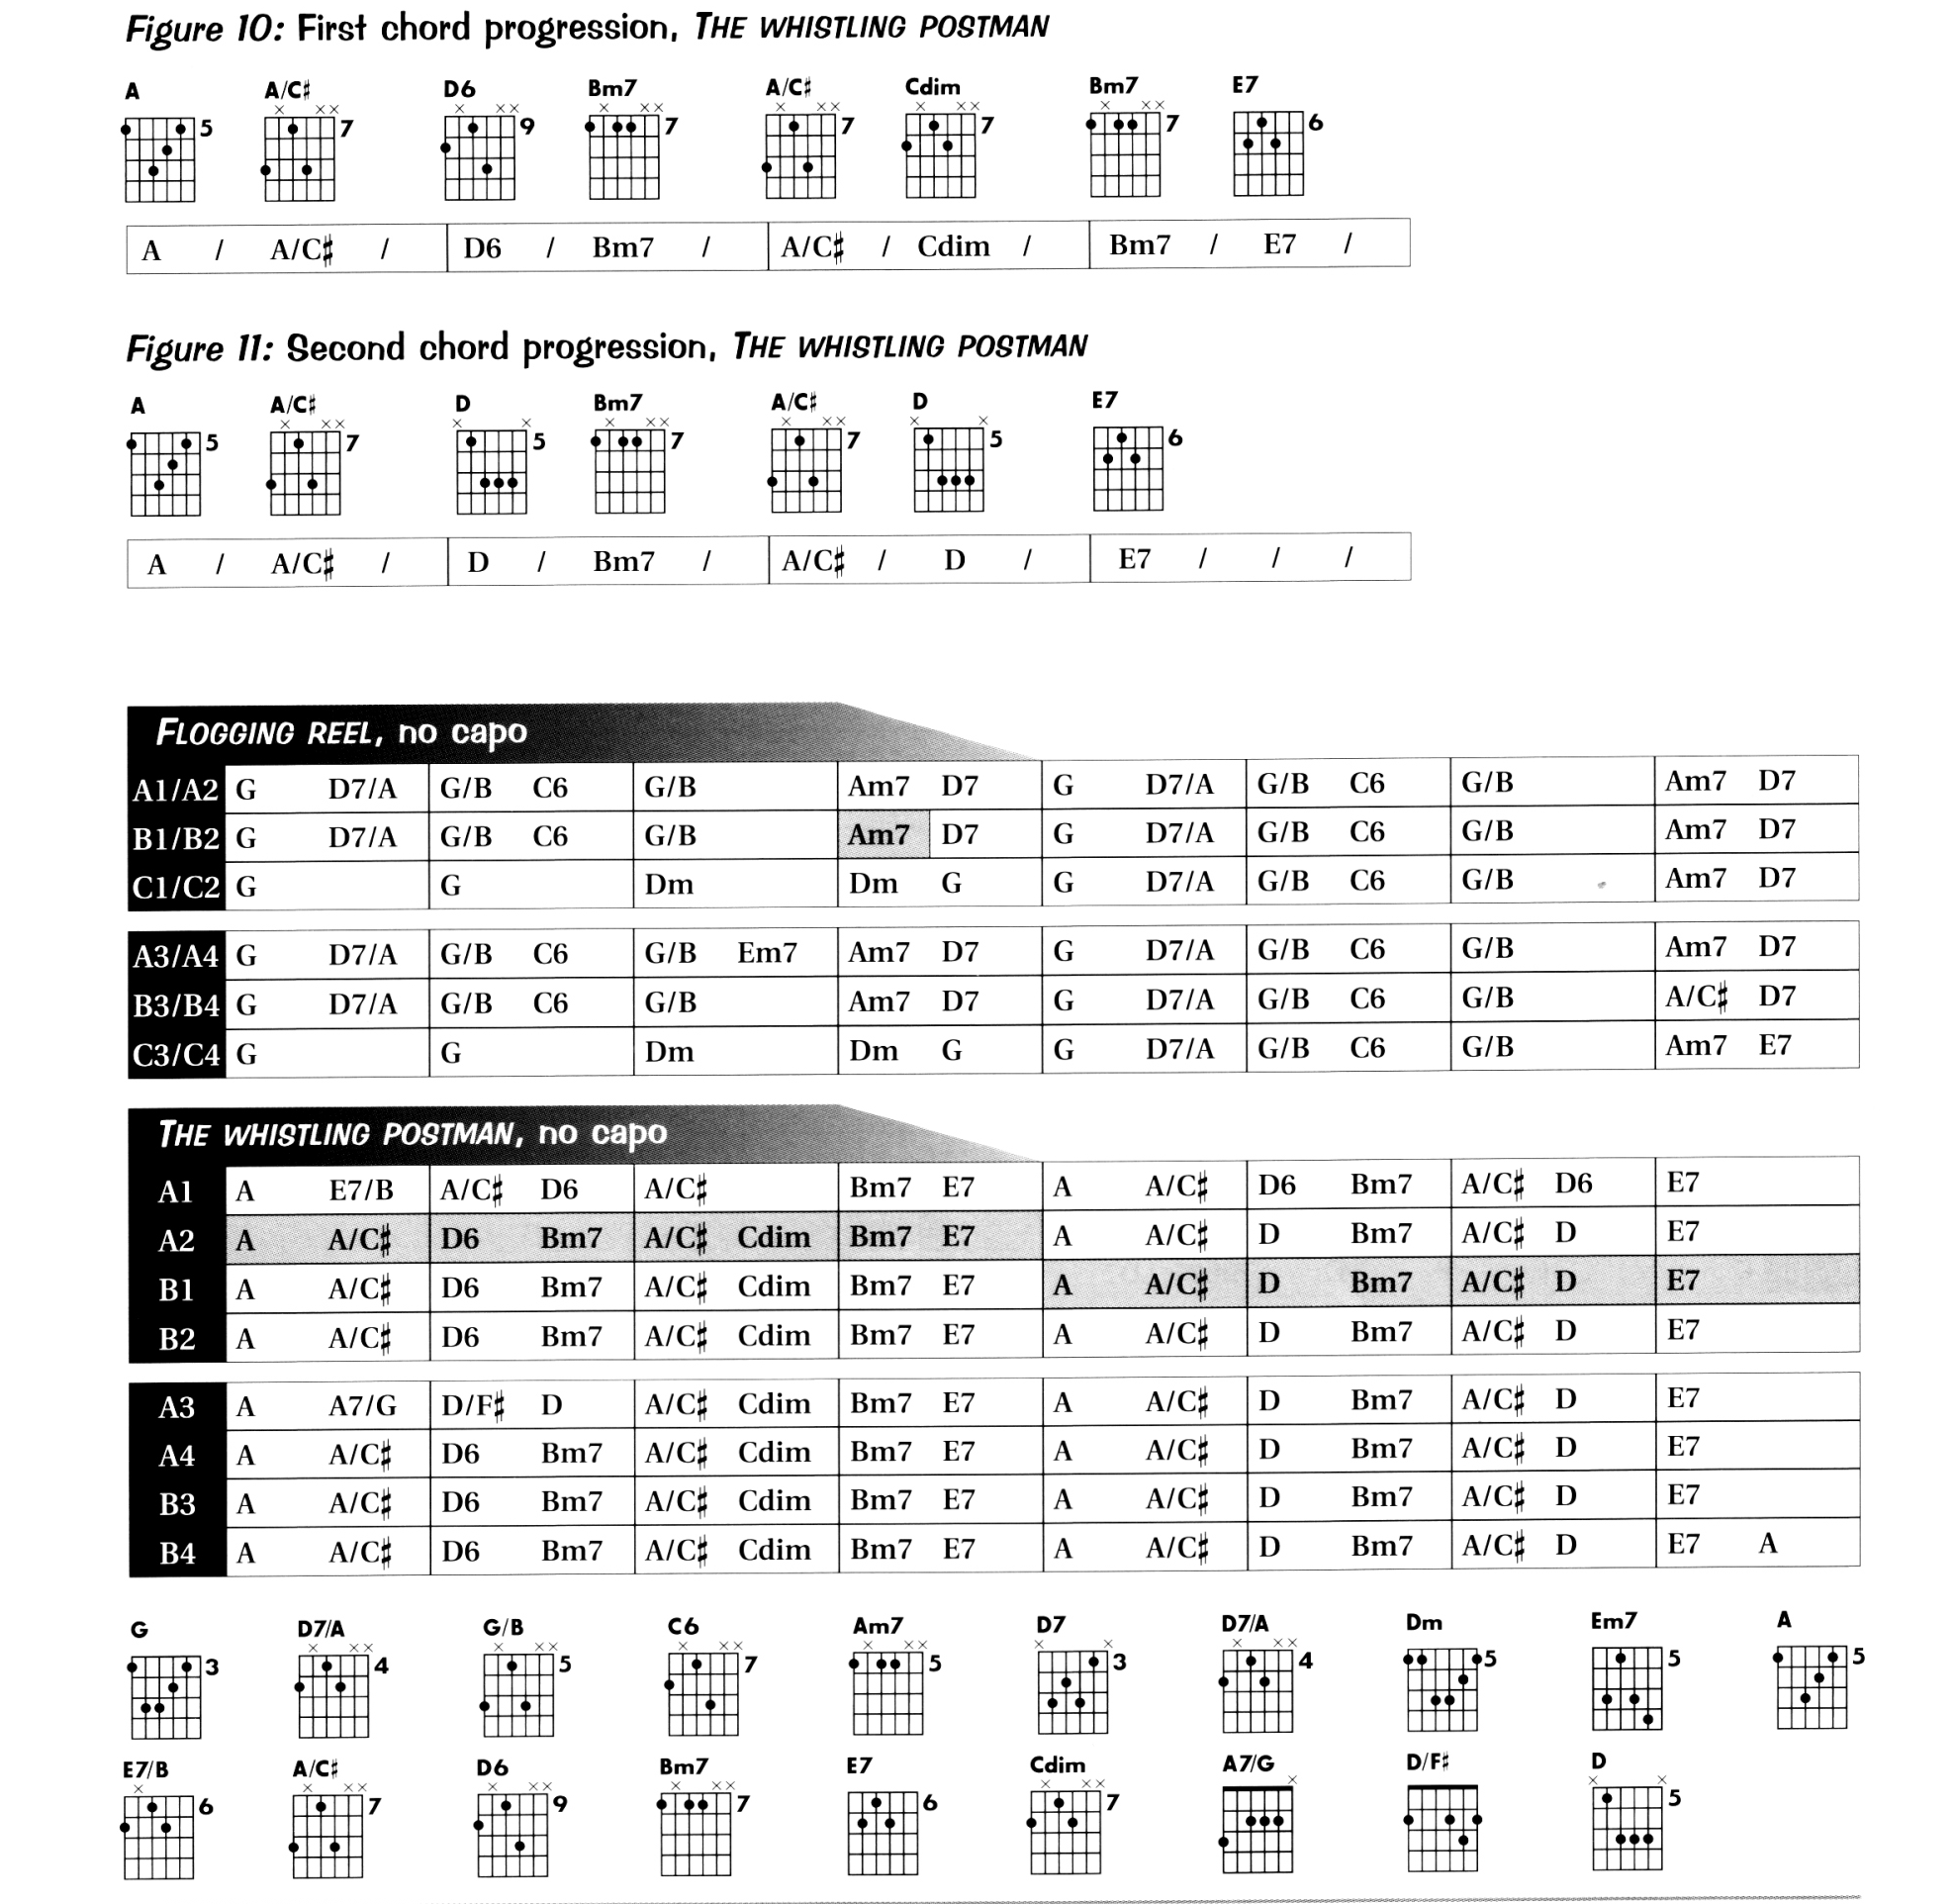 Figure 10: First chord progression, THE WHISTLING POSTMAN
A A/C♯ D6 Bm7 A/C♯ Cdim Bm7 E7
× ×× × ×× × ×× × ×× × ×× × ××
5 7 9 7 7 7 7 6
A / A/C♯ / D6 / Bm7 / A/C♯ / Cdim / Bm7 / E7 /
Figure 11: Second chord progression, THE WHISTLING POSTMAN
A A/C♯ D Bm7 A/C♯ D E7
× ×× × × × ×× × ×× × ×
5 7 5 7 7 5 6
A / A/C♯ / D / Bm7 / A/C♯ / D / E7 / / /
FLOGGING REEL, no capo
A1/A2 G D7/A G/B C6 G/B Am7 D7 G D7/A G/B C6 G/B Am7 D7
B1/B2 G D7/A G/B C6 G/B Am7 D7 G D7/A G/B C6 G/B Am7 D7
C1/C2 G G Dm Dm G G D7/A G/B C6 G/B Am7 D7
A3/A4 G D7/A G/B C6 G/B Em7 Am7 D7 G D7/A G/B C6 G/B Am7 D7
B3/B4 G D7/A G/B C6 G/B Am7 D7 G D7/A G/B C6 G/B A/C♯ D7
C3/C4 G G Dm Dm G G D7/A G/B C6 G/B Am7 E7
THE WHISTLING POSTMAN, no capo
A1 A E7/B A/C♯ D6 A/C♯ Bm7 E7 A A/C♯ D6 Bm7 A/C♯ D6 E7
A2 A A/C♯ D6 Bm7 A/C♯ Cdim Bm7 E7 A A/C♯ D Bm7 A/C♯ D E7
B1 A A/C♯ D6 Bm7 A/C♯ Cdim Bm7 E7 A A/C♯ D Bm7 A/C♯ D E7
B2 A A/C♯ D6 Bm7 A/C♯ Cdim Bm7 E7 A A/C♯ D Bm7 A/C♯ D E7
A3 A A7/G D/F♯ D A/C♯ Cdim Bm7 E7 A A/C♯ D Bm7 A/C♯ D E7
A4 A A/C♯ D6 Bm7 A/C♯ Cdim Bm7 E7 A A/C♯ D Bm7 A/C♯ D E7
B3 A A/C♯ D6 Bm7 A/C♯ Cdim Bm7 E7 A A/C♯ D Bm7 A/C♯ D E7
B4 A A/C♯ D6 Bm7 A/C♯ Cdim Bm7 E7 A A/C♯ D Bm7 A/C♯ D E7 A
G D7/A G/B C6 Am7 D7 D7/A Dm Em7 A
× ×× × ×× × ×× × ×× × × × ××
3 4 5 7 5 3 4 5 5 5
E7/B A/C♯ D6 Bm7 E7 Cdim A7/G D/F♯ D
× × ×× × ×× × ×× × ×× × × ×
6 7 9 7 6 7 5